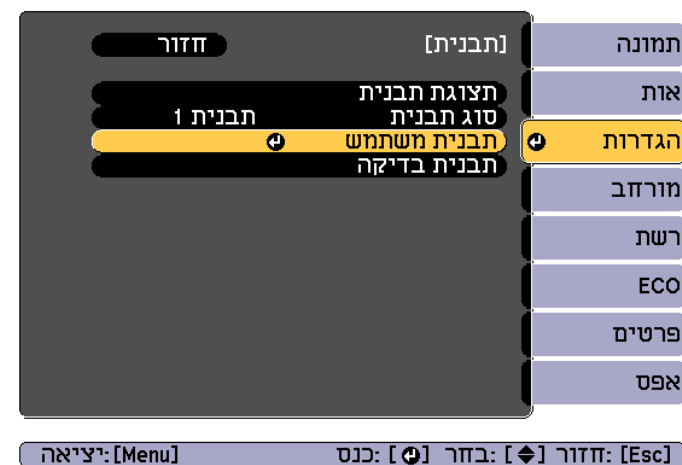 [תבנית] חזור
תצוגת תבנית
סוג תבנית תבנית 1
תבנית משתמש
תבנית בדיקה
תמונה
אות
הגדרות
מורחב
רשת
ECO
פרטים
אפס
[Esc] :חזור [◆] :בחר [↵] :כנס [Menu] :יציאה